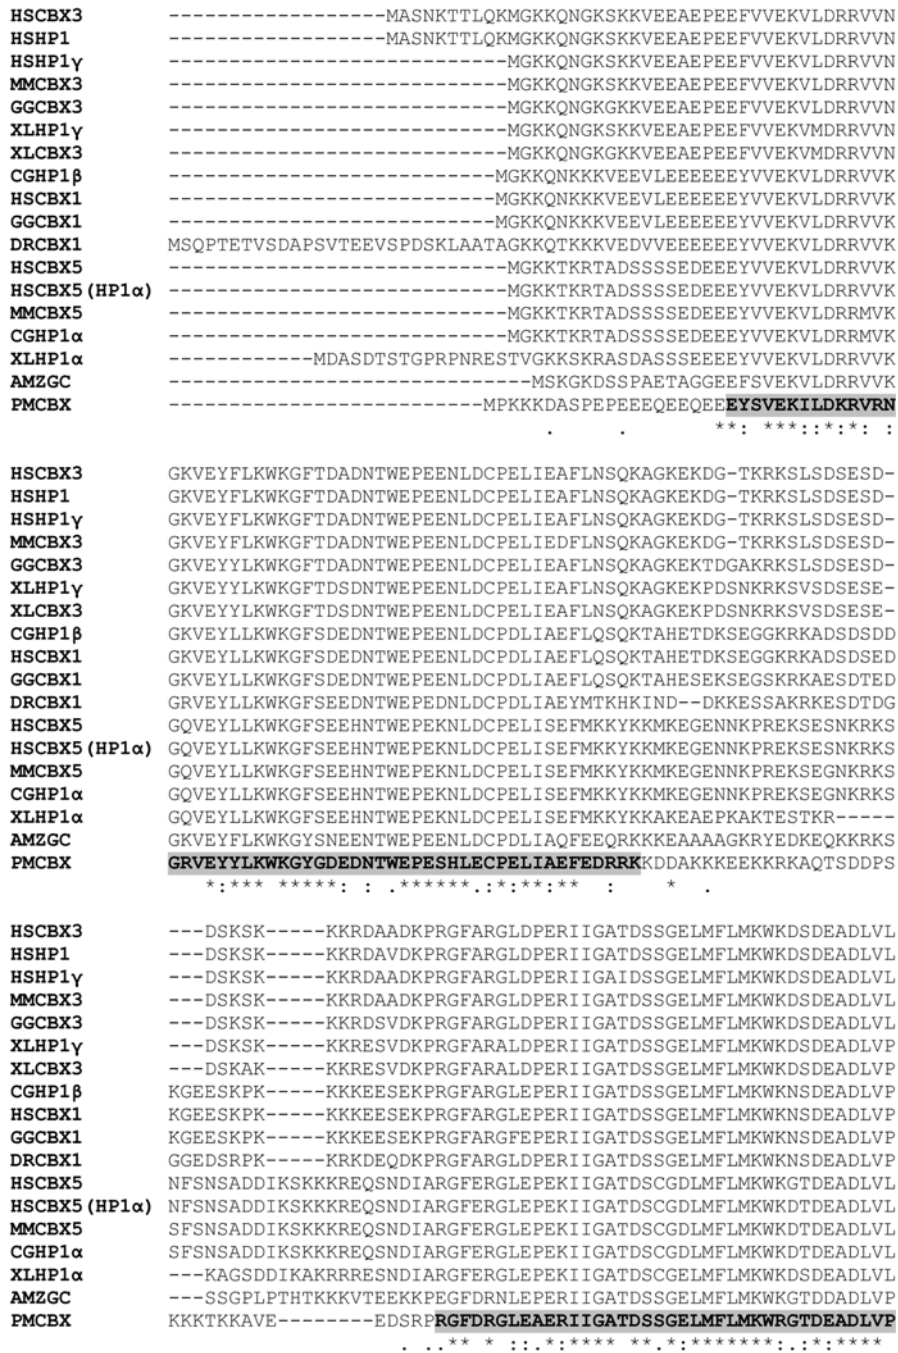 HSCBX3 ------------------MASNKTTLQKMGKKQNGKSKKVEEAEPEEFVVEKVLDRRVVN
HSHP1 ------------------MASNKTTLQKMGKKQNGKSKKVEEAEPEEFVVEKVLDRRVVN
HSHP1γ ----------------------------MGKKQNGKSKKVEEAEPEEFVVEKVLDRRVVN
MMCBX3 ----------------------------MGKKQNGKSKKVEEAEPEEFVVEKVLDRRVVN
GGCBX3 ----------------------------MGKKQNGKGKKVEEAEPEEFVVEKVLDRRVVN
XLHP1γ ----------------------------MGKKQNGKSKKVEEAEPEEFVVEKVMDRRVVN
XLCBX3 ----------------------------MGKKQNGKGKKVEEAEPEEFVVEKVMDRRVVN
CGHP1β ---------------------------MGKKQNKKKVEEVLEEEEEEYVVEKVLDRRVVK
HSCBX1 ---------------------------MGKKQNKKKVEEVLEEEEEEYVVEKVLDRRVVK
GGCBX1 ---------------------------MGKKQNKKKVEEVLEEEEEEYVVEKVLDRRVVK
DRCBX1 MSQPTETVSDAPSVTEEVSPDSKLAATAGKKQTKKKVEDVVEEEEEEYVVEKVLDRRVVK
HSCBX5 ----------------------------MGKKTKRTADSSSSEDEEEYVVEKVLDRRVVK
HSCBX5(HP1α) ----------------------------MGKKTKRTADSSSSEDEEEYVVEKVLDRRVVK
MMCBX5 ----------------------------MGKKTKRTADSSSSEDEEEYVVEKVLDRRMVK
CGHP1α ----------------------------MGKKTKRTADSSSSEDEEEYVVEKVLDRRMVK
XLHP1α ------------MDASDTSTGPRPNRESTVGKKSKRASDASSSEEEEYVVEKVLDRRVVK
AMZGC ------------------------------MSKGKDSSPAETAGGEEFSVEKVLDRRVVK
PMCBX --------------------------MPKKKDASPEPEEEQEEQEEEYSVEKILDKRVRN
. . **: ***::*:*: :
HSCBX3 GKVEYFLKWKGFTDADNTWEPEENLDCPELIEAFLNSQKAGKEKDG-TKRKSLSDSESD-
HSHP1 GKVEYFLKWKGFTDADNTWEPEENLDCPELIEAFLNSQKAGKEKDG-TKRKSLSDSESD-
HSHP1γ GKVEYFLKWKGFTDADNTWEPEENLDCPELIEAFLNSQKAGKEKDG-TKRKSLSDSESD-
MMCBX3 GKVEYFLKWKGFTDADNTWEPEENLDCPELIEDFLNSQKAGKEKDG-TKRKSLSDSESD-
GGCBX3 GKVEYYLKWKGFTDADNTWEPEENLDCPELIEAFLNSQKAGKEKTDGAKRKSLSDSESD-
XLHP1γ GKVEYYLKWKGFTDSDNTWEPEENLDCPELIEAFLNSQKAGKEKPDSNKRKSVSDSESE-
XLCBX3 GKVEYYLKWKGFTDSDNTWEPEENLDCPELIEAFLNSQKAGKEKPDSNKRKSVSDSESE-
CGHP1β GKVEYLLKWKGFSDEDNTWEPEENLDCPDLIAEFLQSQKTAHETDKSEGGKRKADSDSDD
HSCBX1 GKVEYLLKWKGFSDEDNTWEPEENLDCPDLIAEFLQSQKTAHETDKSEGGKRKADSDSED
GGCBX1 GKVEYLLKWKGFSDEDNTWEPEENLDCPDLIAEFLQSQKTAHESEKSEGSKRKAESDTED
DRCBX1 GRVEYLLKWKGFSDEDNTWEPEDNLDCPDLIAEYMTKHKIND--DKKESSAKRKESDTDG
HSCBX5 GQVEYLLKWKGFSEEHNTWEPEKNLDCPELISEFMKKYKKMKEGENNKPREKSESNKRKS
HSCBX5(HP1α) GQVEYLLKWKGFSEEHNTWEPEKNLDCPELISEFMKKYKKMKEGENNKPREKSESNKRKS
MMCBX5 GQVEYLLKWKGFSEEHNTWEPEKNLDCPELISEFMKKYKKMKEGENNKPREKSEGNKRKS
CGHP1α GQVEYLLKWKGFSEEHNTWEPEKNLDCPELISEFMKKYKKMKEGENNKPREKSEGNKRKS
XLHP1α GQVEYLLKWKGFSEEHNTWEPEKNLDCPELISEFMKKYKKAKEAEPKAKTESTKR-----
AMZGC GKVEYFLKWKGYSNEENTWEPEENLDCPDLIAQFEEQRKKKEAAAAGKRYEDKEQKKRKS
PMCBX GRVEYYLKWKGYGDEDNTWEPESHLECPELIAEFEDRRKKDDAKKKEEKKRKAQTSDDPS
*:*** *****: : .******.:*::**:** : * .
HSCBX3 ---DSKSK-----KKRDAADKPRGFARGLDPERIIGATDSSGELMFLMKWKDSDEADLVL
HSHP1 ---DSKSK-----KKRDAVDKPRGFARGLDPERIIGATDSSGELMFLMKWKDSDEADLVL
HSHP1γ ---DSKSK-----KKRDAADKPRGFARGLDPERIIGAIDSSGELMFLMKWKDSDEADLVL
MMCBX3 ---DSKSK-----KKRDAADKPRGFARGLDPERIIGATDSSGELMFLMKWKDSDEADLVL
GGCBX3 ---DSKSK-----KKRDSVDKPRGFARGLDPERIIGATDSSGELMFLMKWKDSDEADLVL
XLHP1γ ---DSKSK-----KKRESVDKPRGFARALDPERIIGATDSSGELMFLMKWKDSDEADLVL
XLCBX3 ---DSKAK-----KKRESVDKPRGFARALDPERIIGATDSSGELMFLMKWKDSDEADLVP
CGHP1β KGEESKPK-----KKKEESEKPRGFARGLEPERIIGATDSSGELMFLMKWKNSDEADLVP
HSCBX1 KGEESKPK-----KKKEESEKPRGFARGLEPERIIGATDSSGELMFLMKWKNSDEADLVP
GGCBX1 KGEESKPK-----KKKEESEKPRGFARGFEPERIIGATDSSGELMFLMKWKNSDEADLVP
DRCBX1 GGEDSRPK-----KRKDEQDKPRGFARGLEPERIIGATDSSGELMFLMKWKNSDEADLVP
HSCBX5 NFSNSADDIKSKKKREQSNDIARGFERGLEPEKIIGATDSCGDLMFLMKWKGTDEADLVL
HSCBX5(HP1α) NFSNSADDIKSKKKREQSNDIARGFERGLEPEKIIGATDSCGDLMFLMKWKDTDEADLVL
MMCBX5 SFSNSADDIKSKKKREQSNDIARGFERGLEPEKIIGATDSCGDLMFLMKWKDTDEADLVL
CGHP1α SFSNSADDIKSKKKREQSNDIARGFERGLEPEKIIGATDSCGDLMFLMKWKDTDEADLVL
XLHP1α ---KAGSDDIKAKRRRESNDIARGFERGLEPEKIIGATDSCGELMFLMKWKDSDEADLVL
AMZGC ---SSGPLPTHTKKKVTEEKKPEGFDRNLEPERIIGATDSSGELMFLMKWKGTDDADLVP
PMCBX KKKTKKAVE--------EDSRPRGFDRGLEAERIIGATDSSGELMFLMKWRGTDEADLVP
. ..** * ::.*:**** **.*:*******:.:*:****